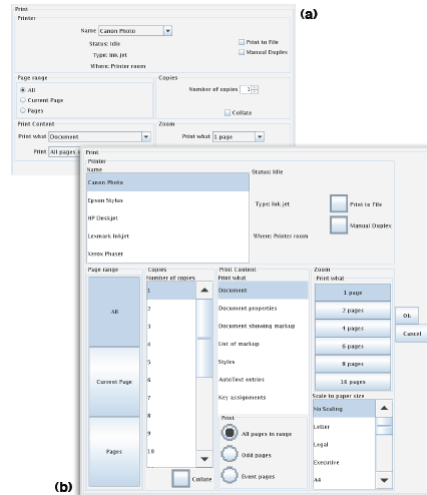 Print
Printer
(a)
Name Canon Photo
Status: Idle
Print to File
Type: Ink jet
Manual Duplex
Where: Printer room
Page range
Copies
All
Number of copies 1
Current Page
Pages
Collate
Print Content
Zoom
Print what Document
Print what 1 page
Print All pages
Print
Printer
Name
Status: Idle
Canon Photo
Epson Stylus
Type: Ink jet
Print to File
HP Deskjet
Manual Duplex
Lexmark Inkjet
Where: Printer room
Xerox Phaser
Page range
Copies
Print Content
Zoom
Number of copies
Print what
Print what
All
Current Page
Pages
1
2
3
4
5
6
7
8
9
10
Collate
Document
Document properties
Document showing markup
List of markup
Styles
AutoText entries
Key assignments
Print
All pages in range
Odd pages
Event pages
1 page
2 pages
4 pages
6 pages
8 pages
16 pages
Scale to paper size
No Scaling
Letter
Legal
Executive
A4
Ok
Cancel
(b)